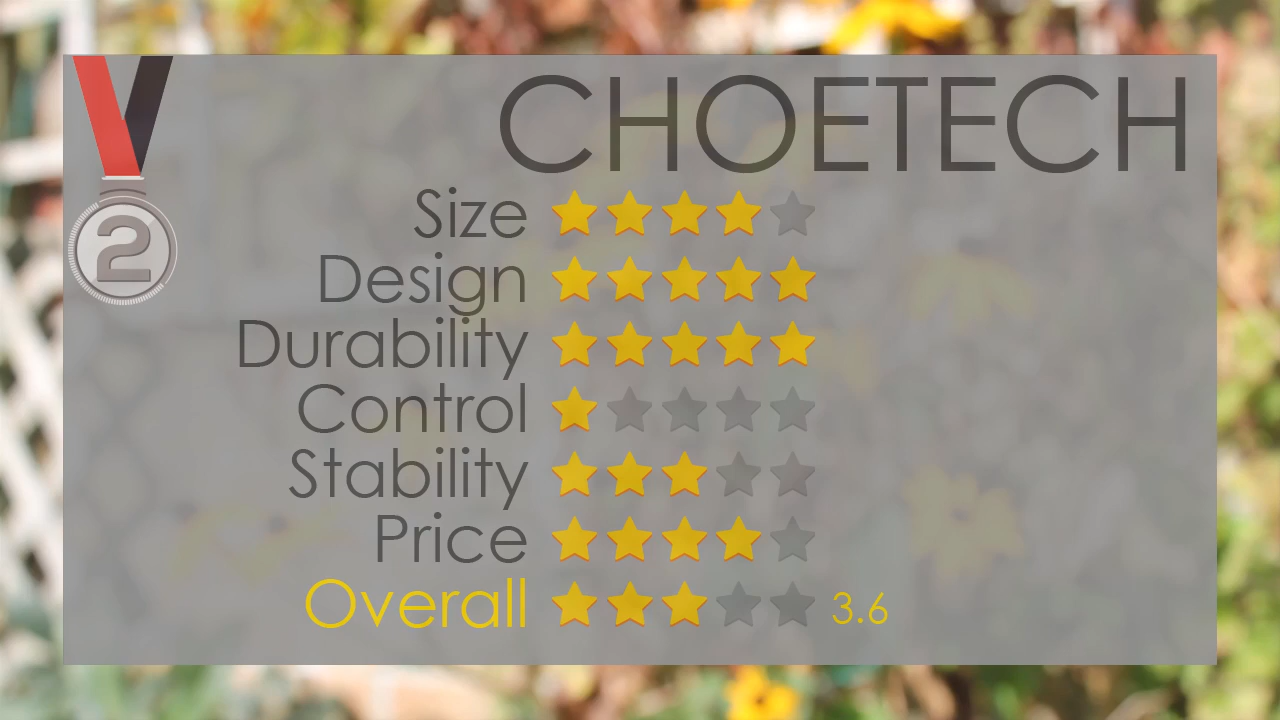 CHOETECH
2
Size
Design
Durability
Control
Stability
Price
Overall 3.6